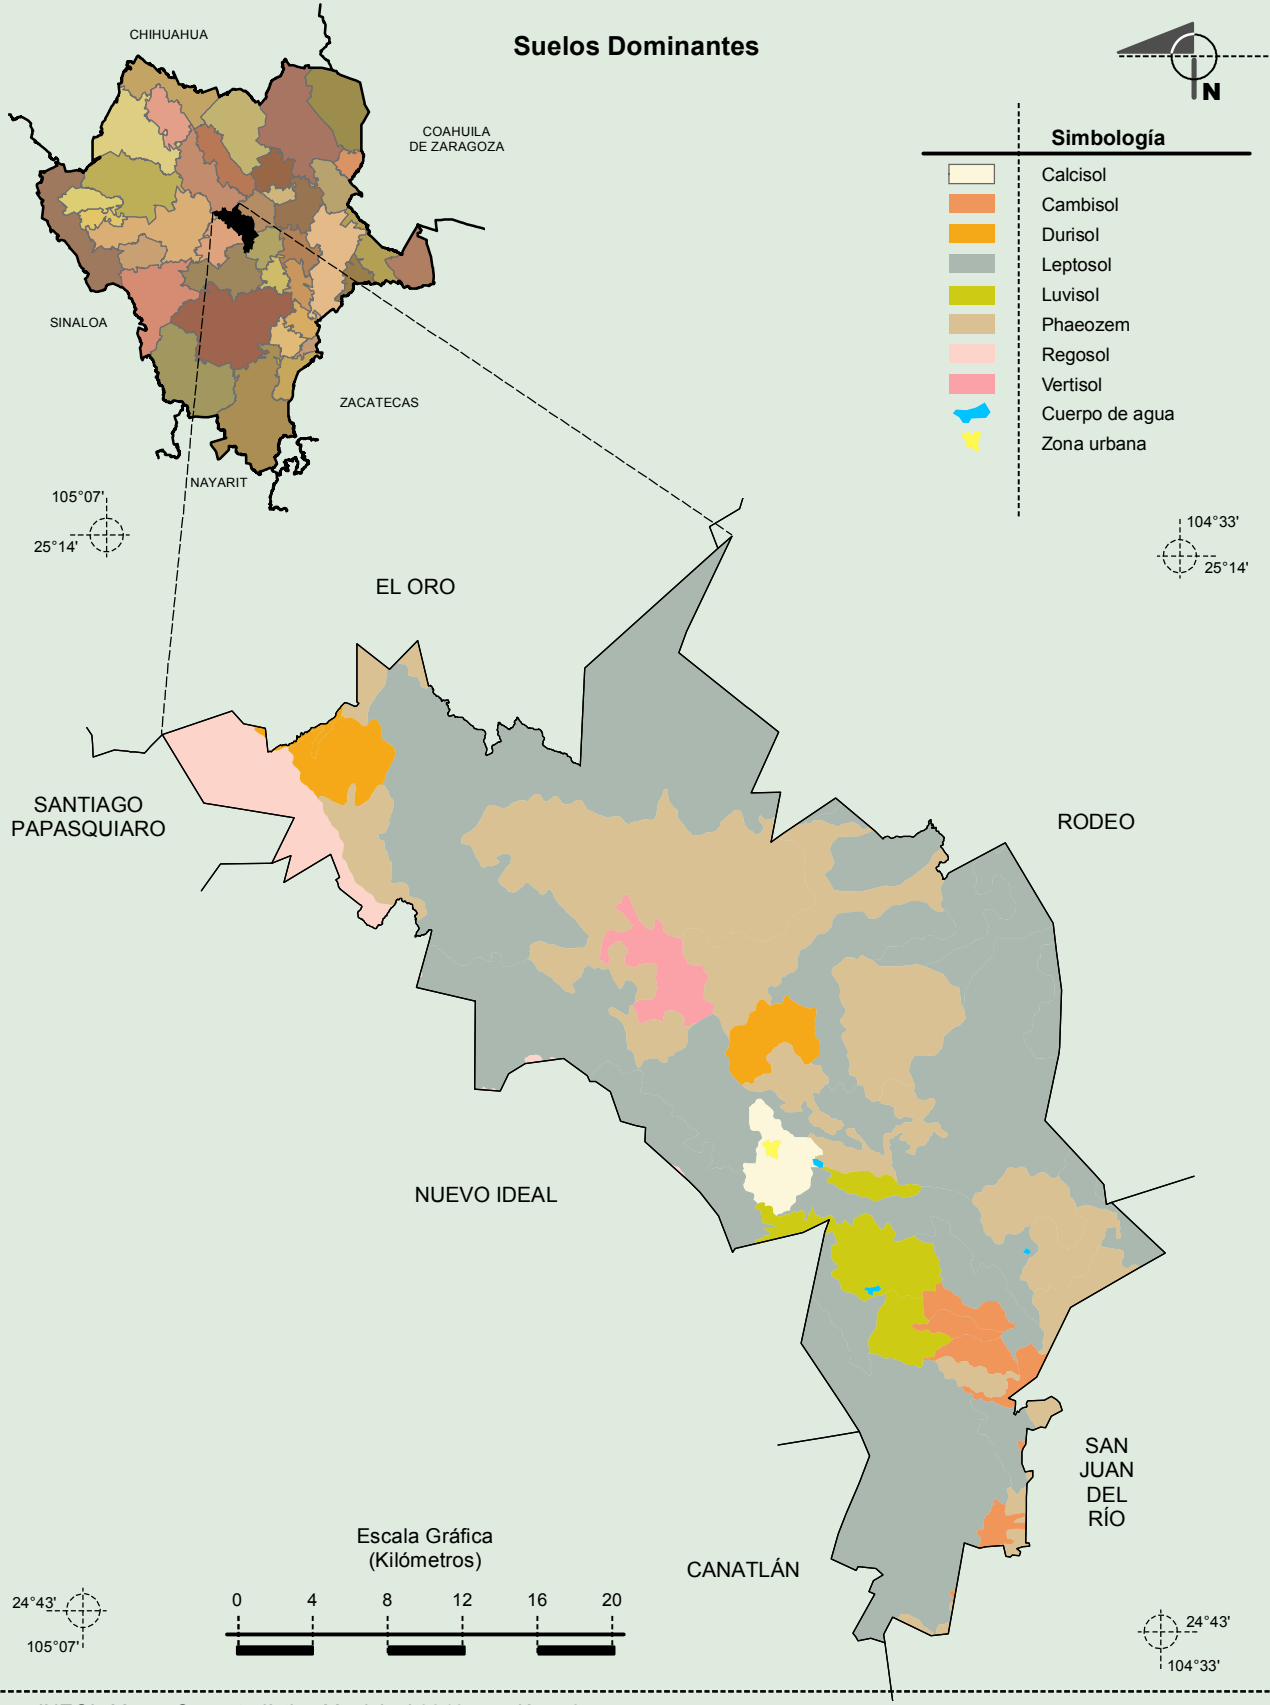 Suelos Dominantes
CHIHUAHUA
COAHUILA
DE ZARAGOZA
SINALOA
ZACATECAS
NAYARIT
N
Simbología
Calcisol
Cambisol
Durisol
Leptosol
Luvisol
Phaeozem
Regosol
Vertisol
Cuerpo de agua
Zona urbana
105°07'
25°14'
104°33'
25°14'
EL ORO
SANTIAGO
PAPASQUIARO
RODEO
NUEVO IDEAL
SAN
JUAN
DEL
RÍO
CANATLÁN
Escala Gráfica
(Kilómetros)
0 4 8 12 16 20
24°43'
105°07'
24°43'
104°33'